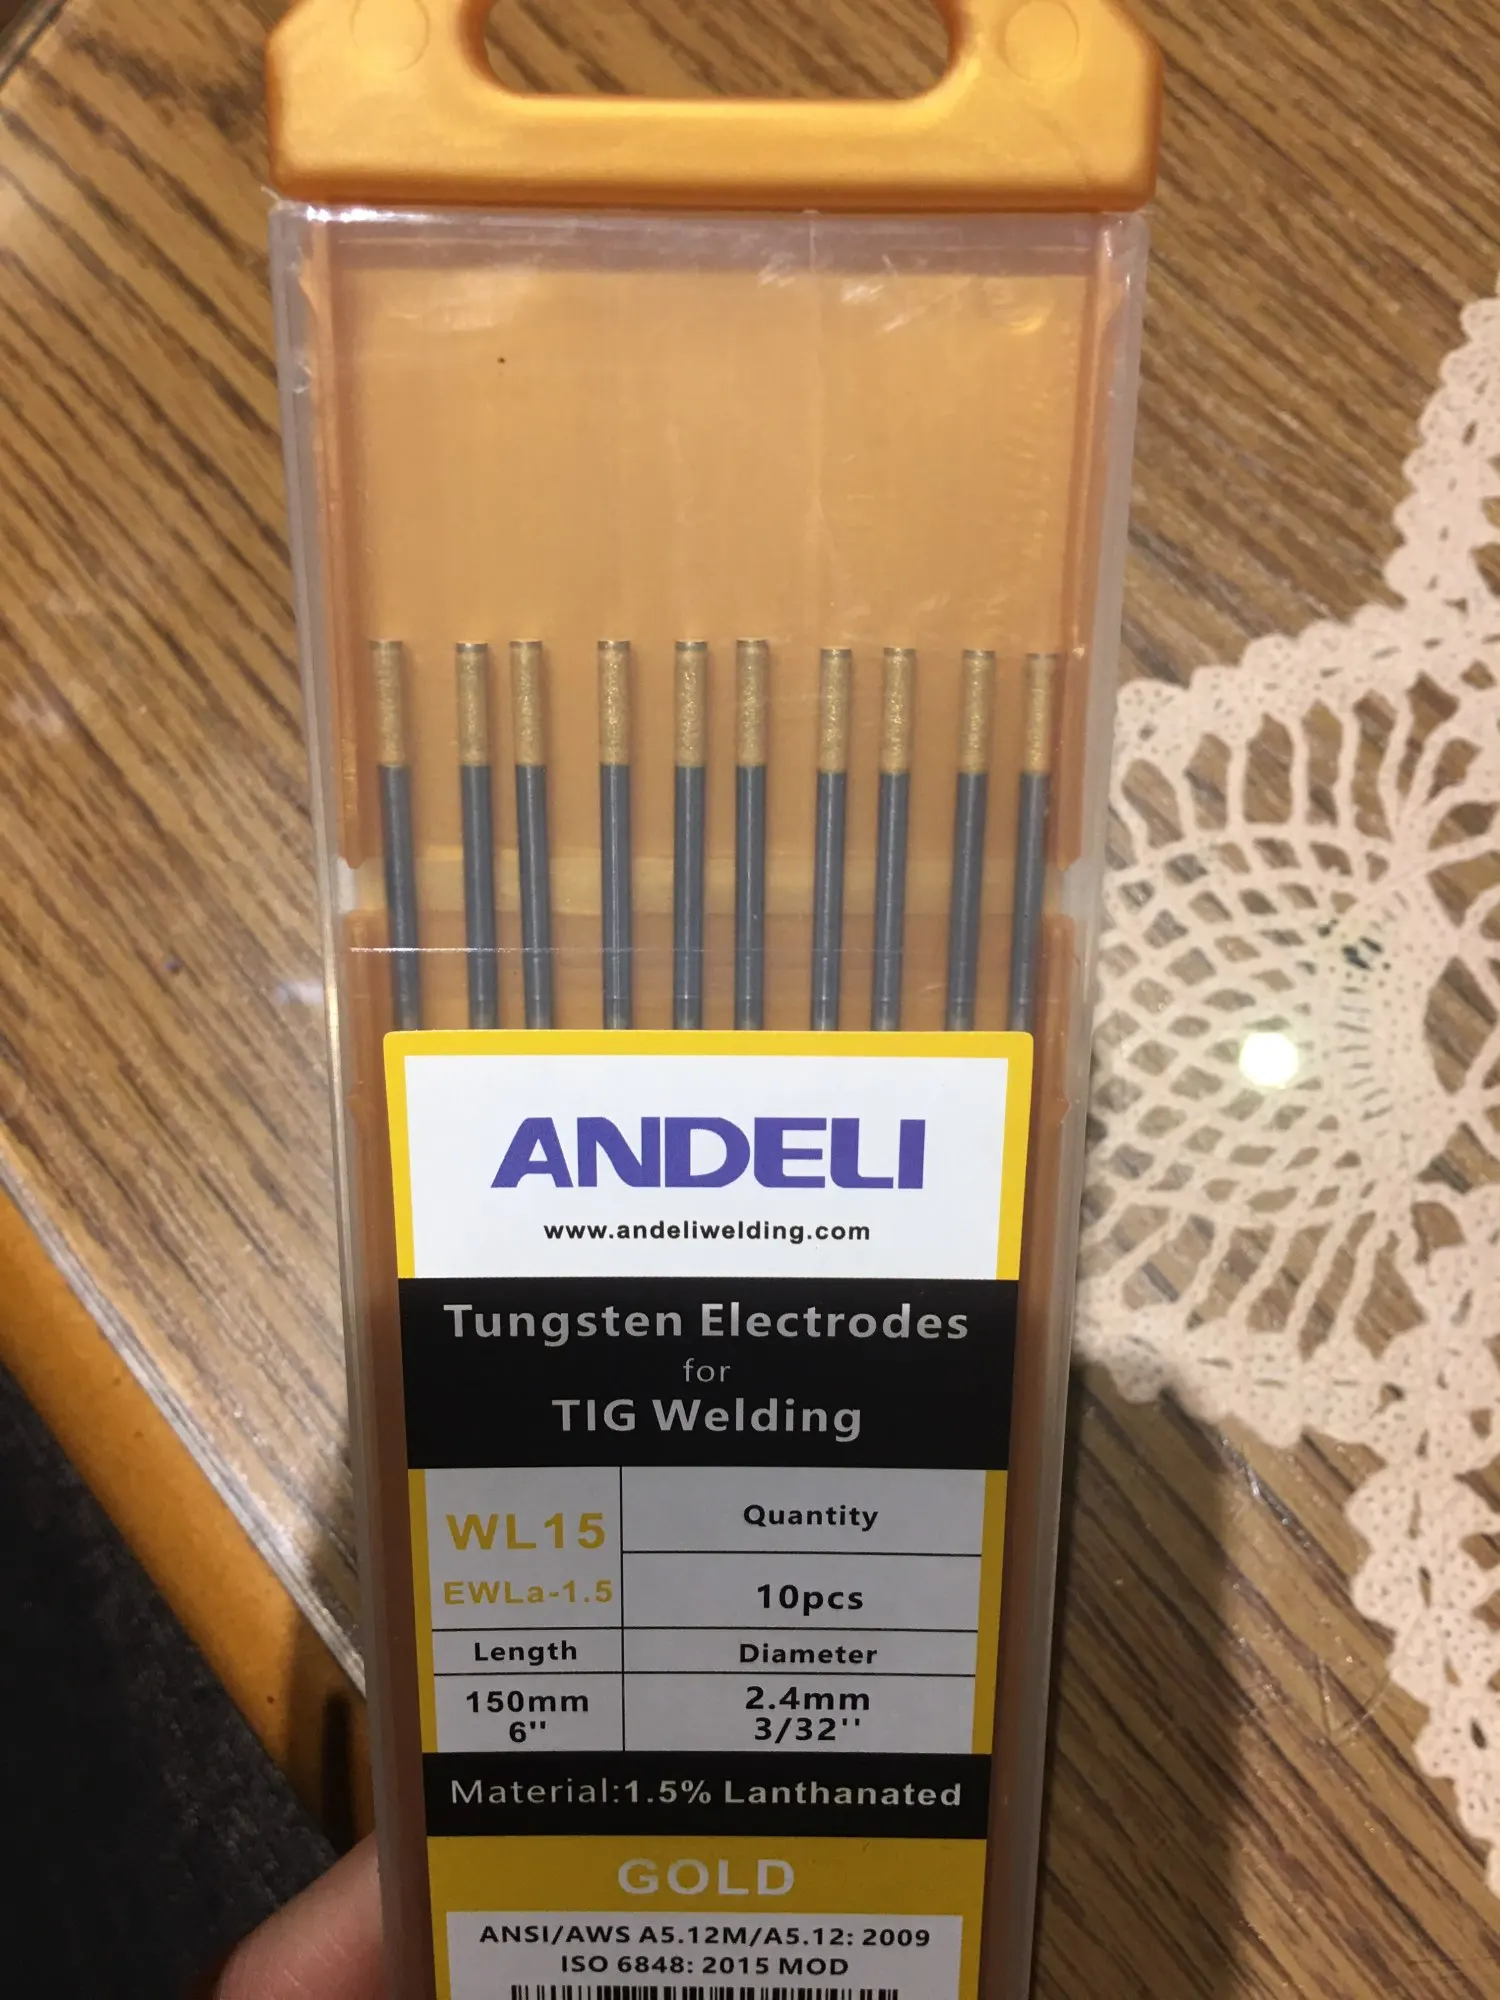 ANDELI
www.andeliwelding.com
Tungsten Electrodes
for
TIG Welding
WL15
EWLa-1.5
Quantity
10pcs
Length
Diameter
150mm
6''
2.4mm
3/32''
Material:1.5% Lanthanated
GOLD
ANSI/AWS A5.12M/A5.12: 2009
ISO 6848: 2015 MOD